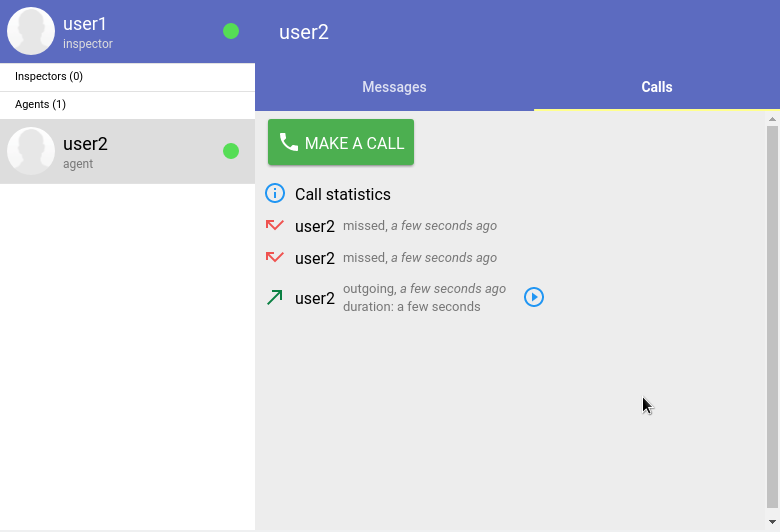 user1
inspector
Inspectors (0)
Agents (1)
user2
agent
user2
Messages
Calls
MAKE A CALL
Call statistics
user2 missed, a few seconds ago
user2 missed, a few seconds ago
user2 outgoing, a few seconds ago
duration: a few seconds